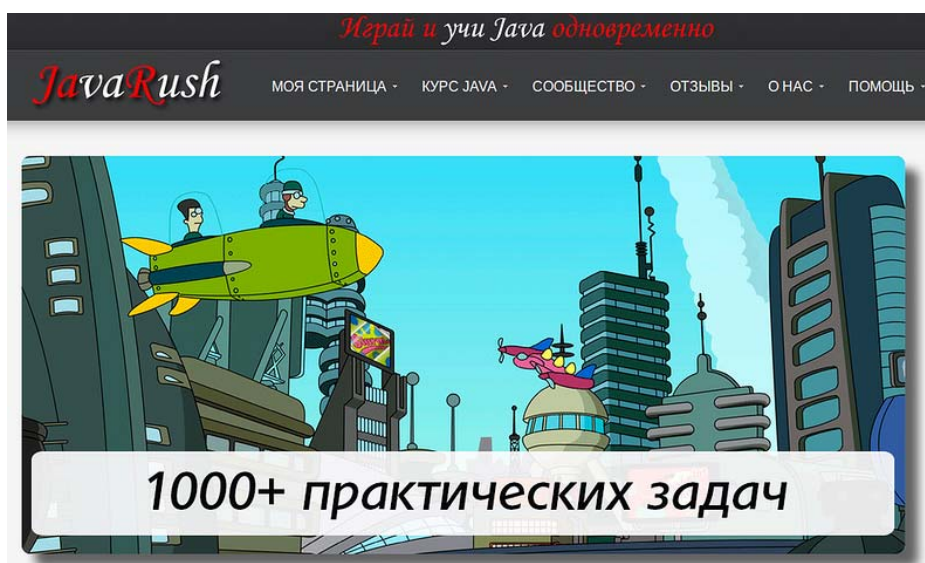 Играй и учи Java одновременно
JavaRush
МОЯ СТРАНИЦА КУРС JAVA СООБЩЕСТВО ОТЗЫВЫ О НАС ПОМОЩЬ
1000+ практических задач